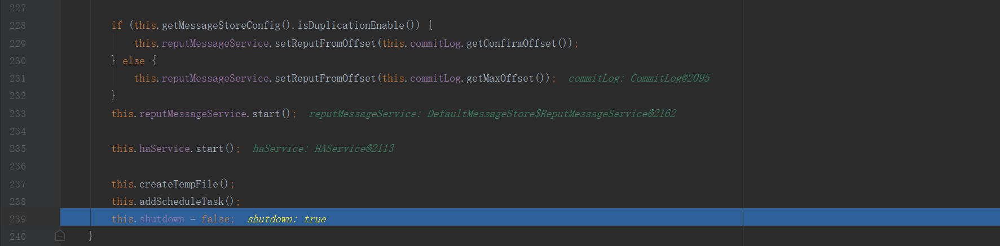 227
228 if (this.getMessageStoreConfig().isDuplicationEnable()) {
229 this.reputMessageService.setReputFromOffset(this.commitLog.getConfirmOffset());
230 } else {
231 this.reputMessageService.setReputFromOffset(this.commitLog.getMaxOffset()); commitLog: CommitLog@2095
232 }
233 this.reputMessageService.start(); reputMessageService: DefaultMessageStore$ReputMessageService@2162
234
235 this.haService.start(); haService: HAService@2113
236
237 this.createTempFile();
238 this.addScheduleTask();
239 this.shutdown = false; shutdown: true
240 }